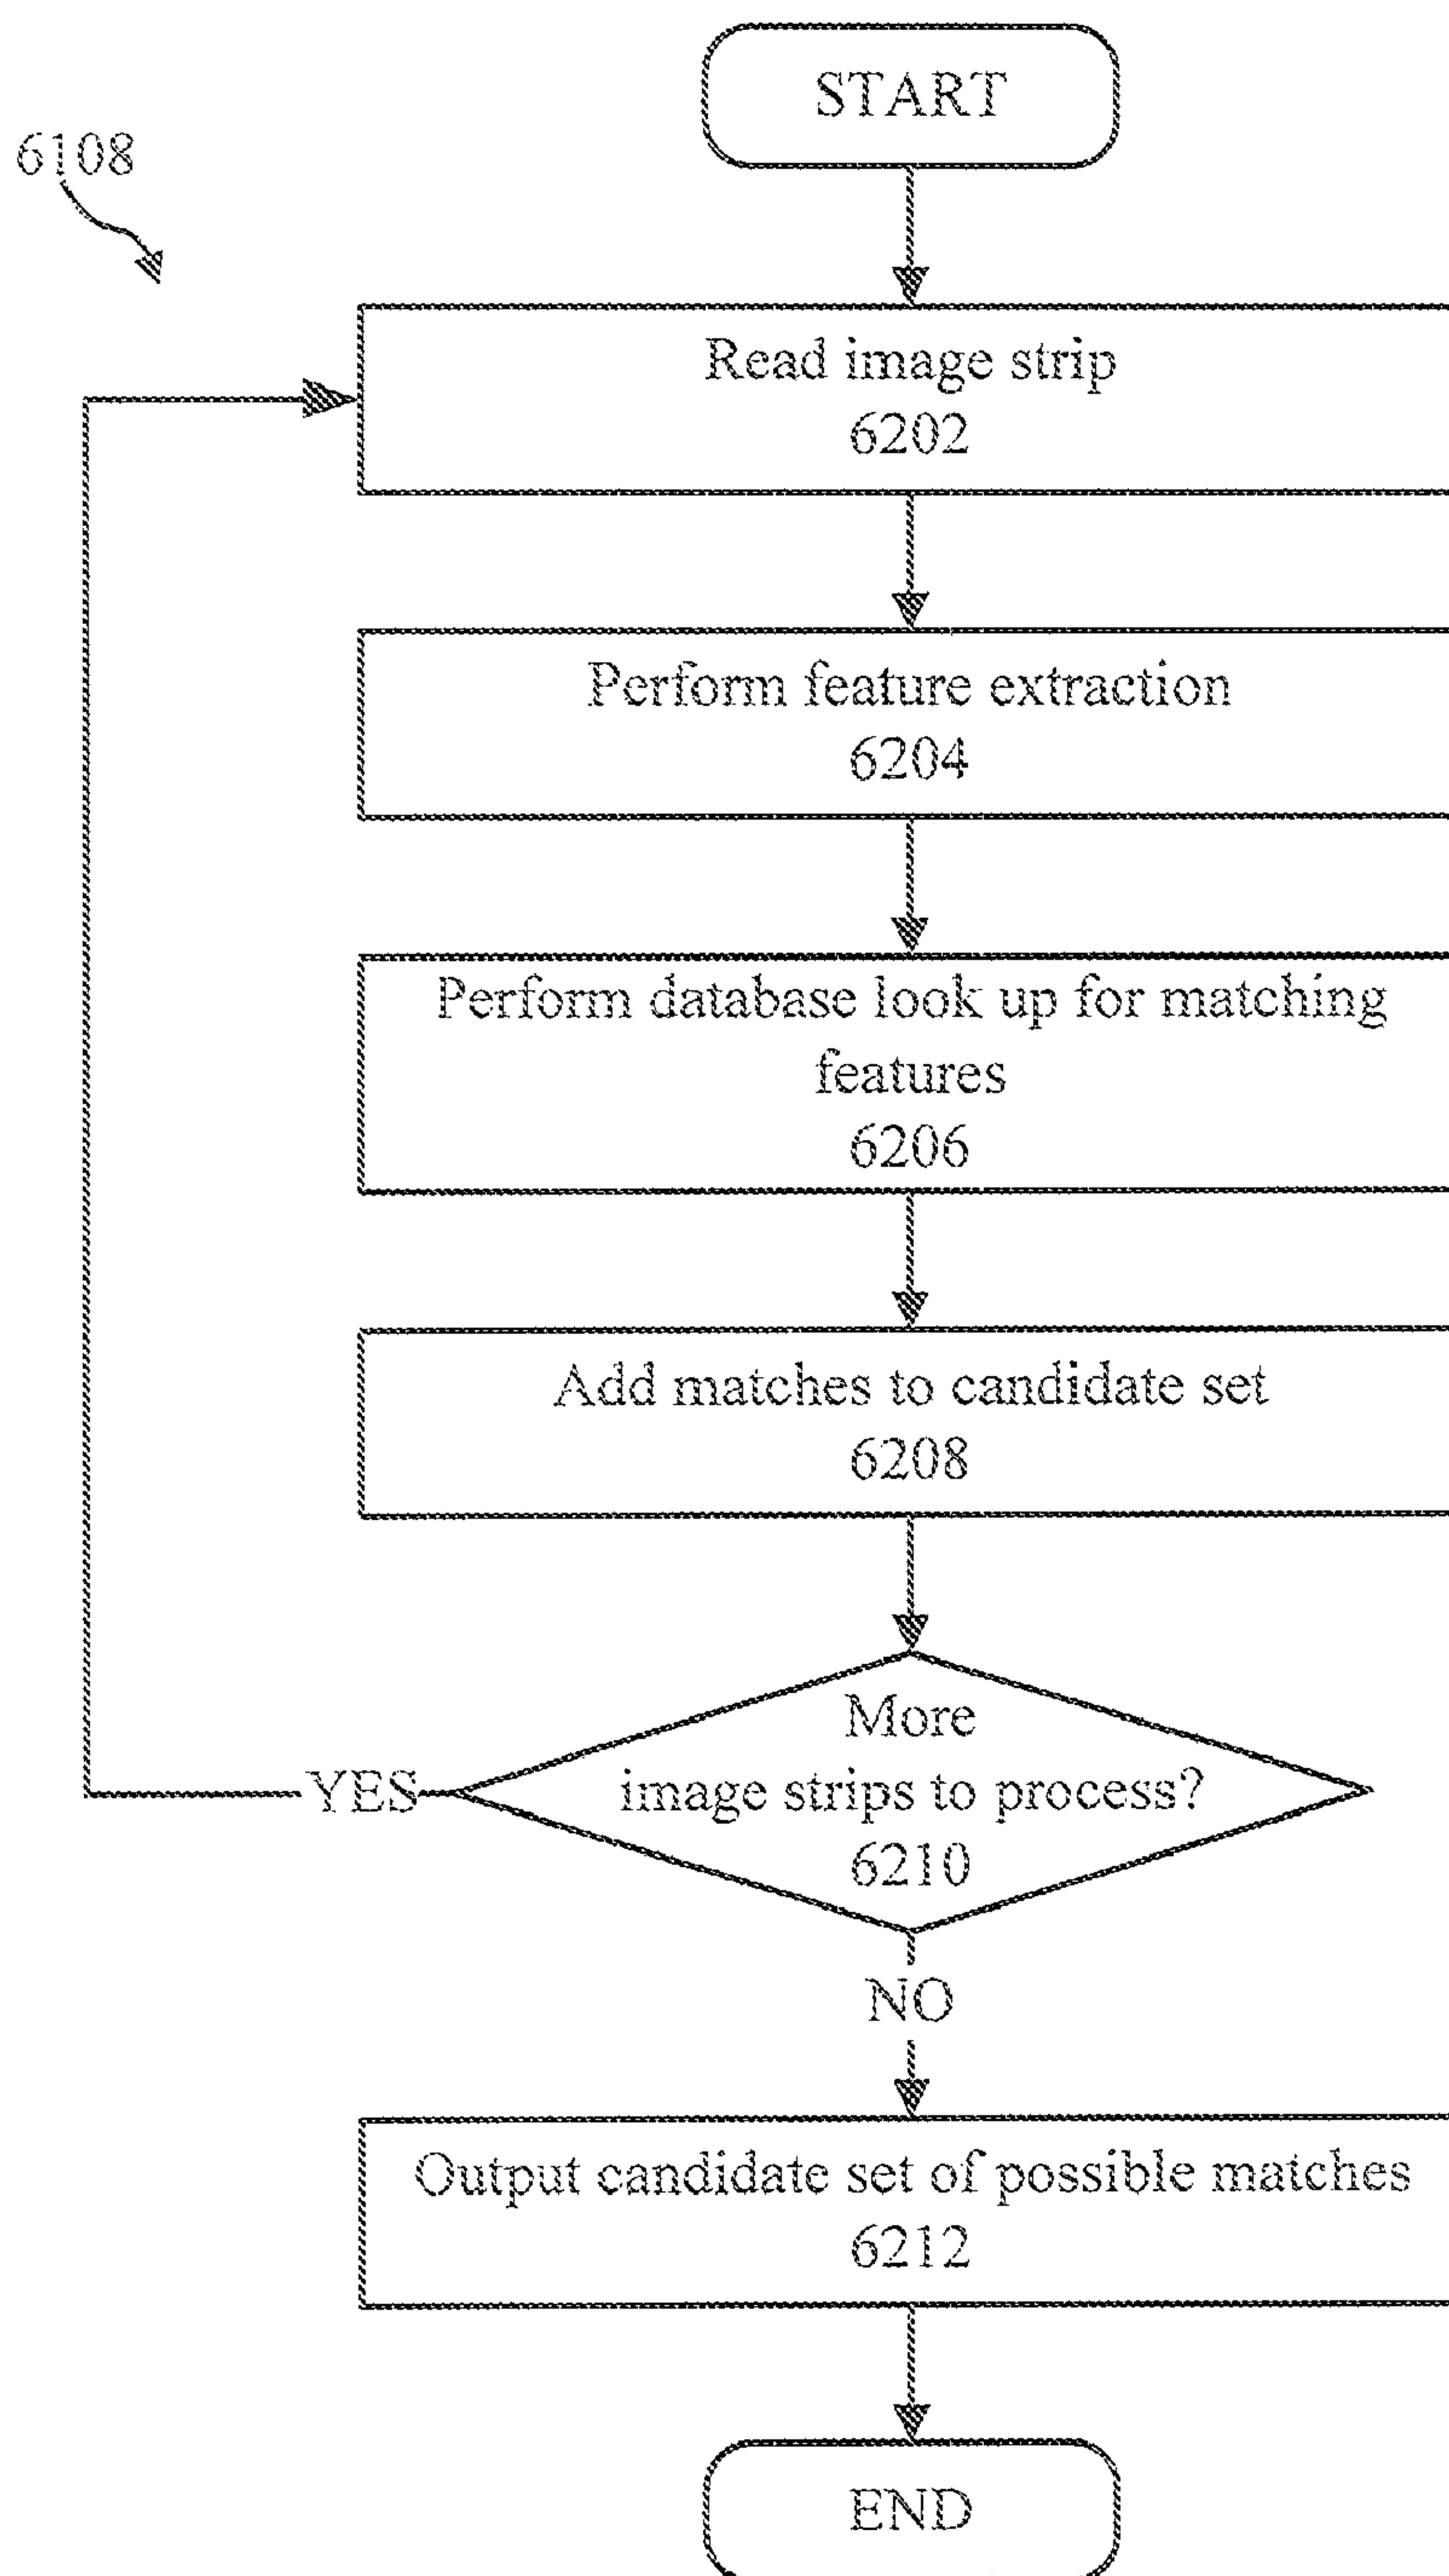 START
6108
Read image strip
6202
Perform feature extraction
6204
Perform database look up for matching
features
6206
Add matches to candidate set
6208
More
image strips to process?
6210
YES
NO
Output candidate set of possible matches
6212
END